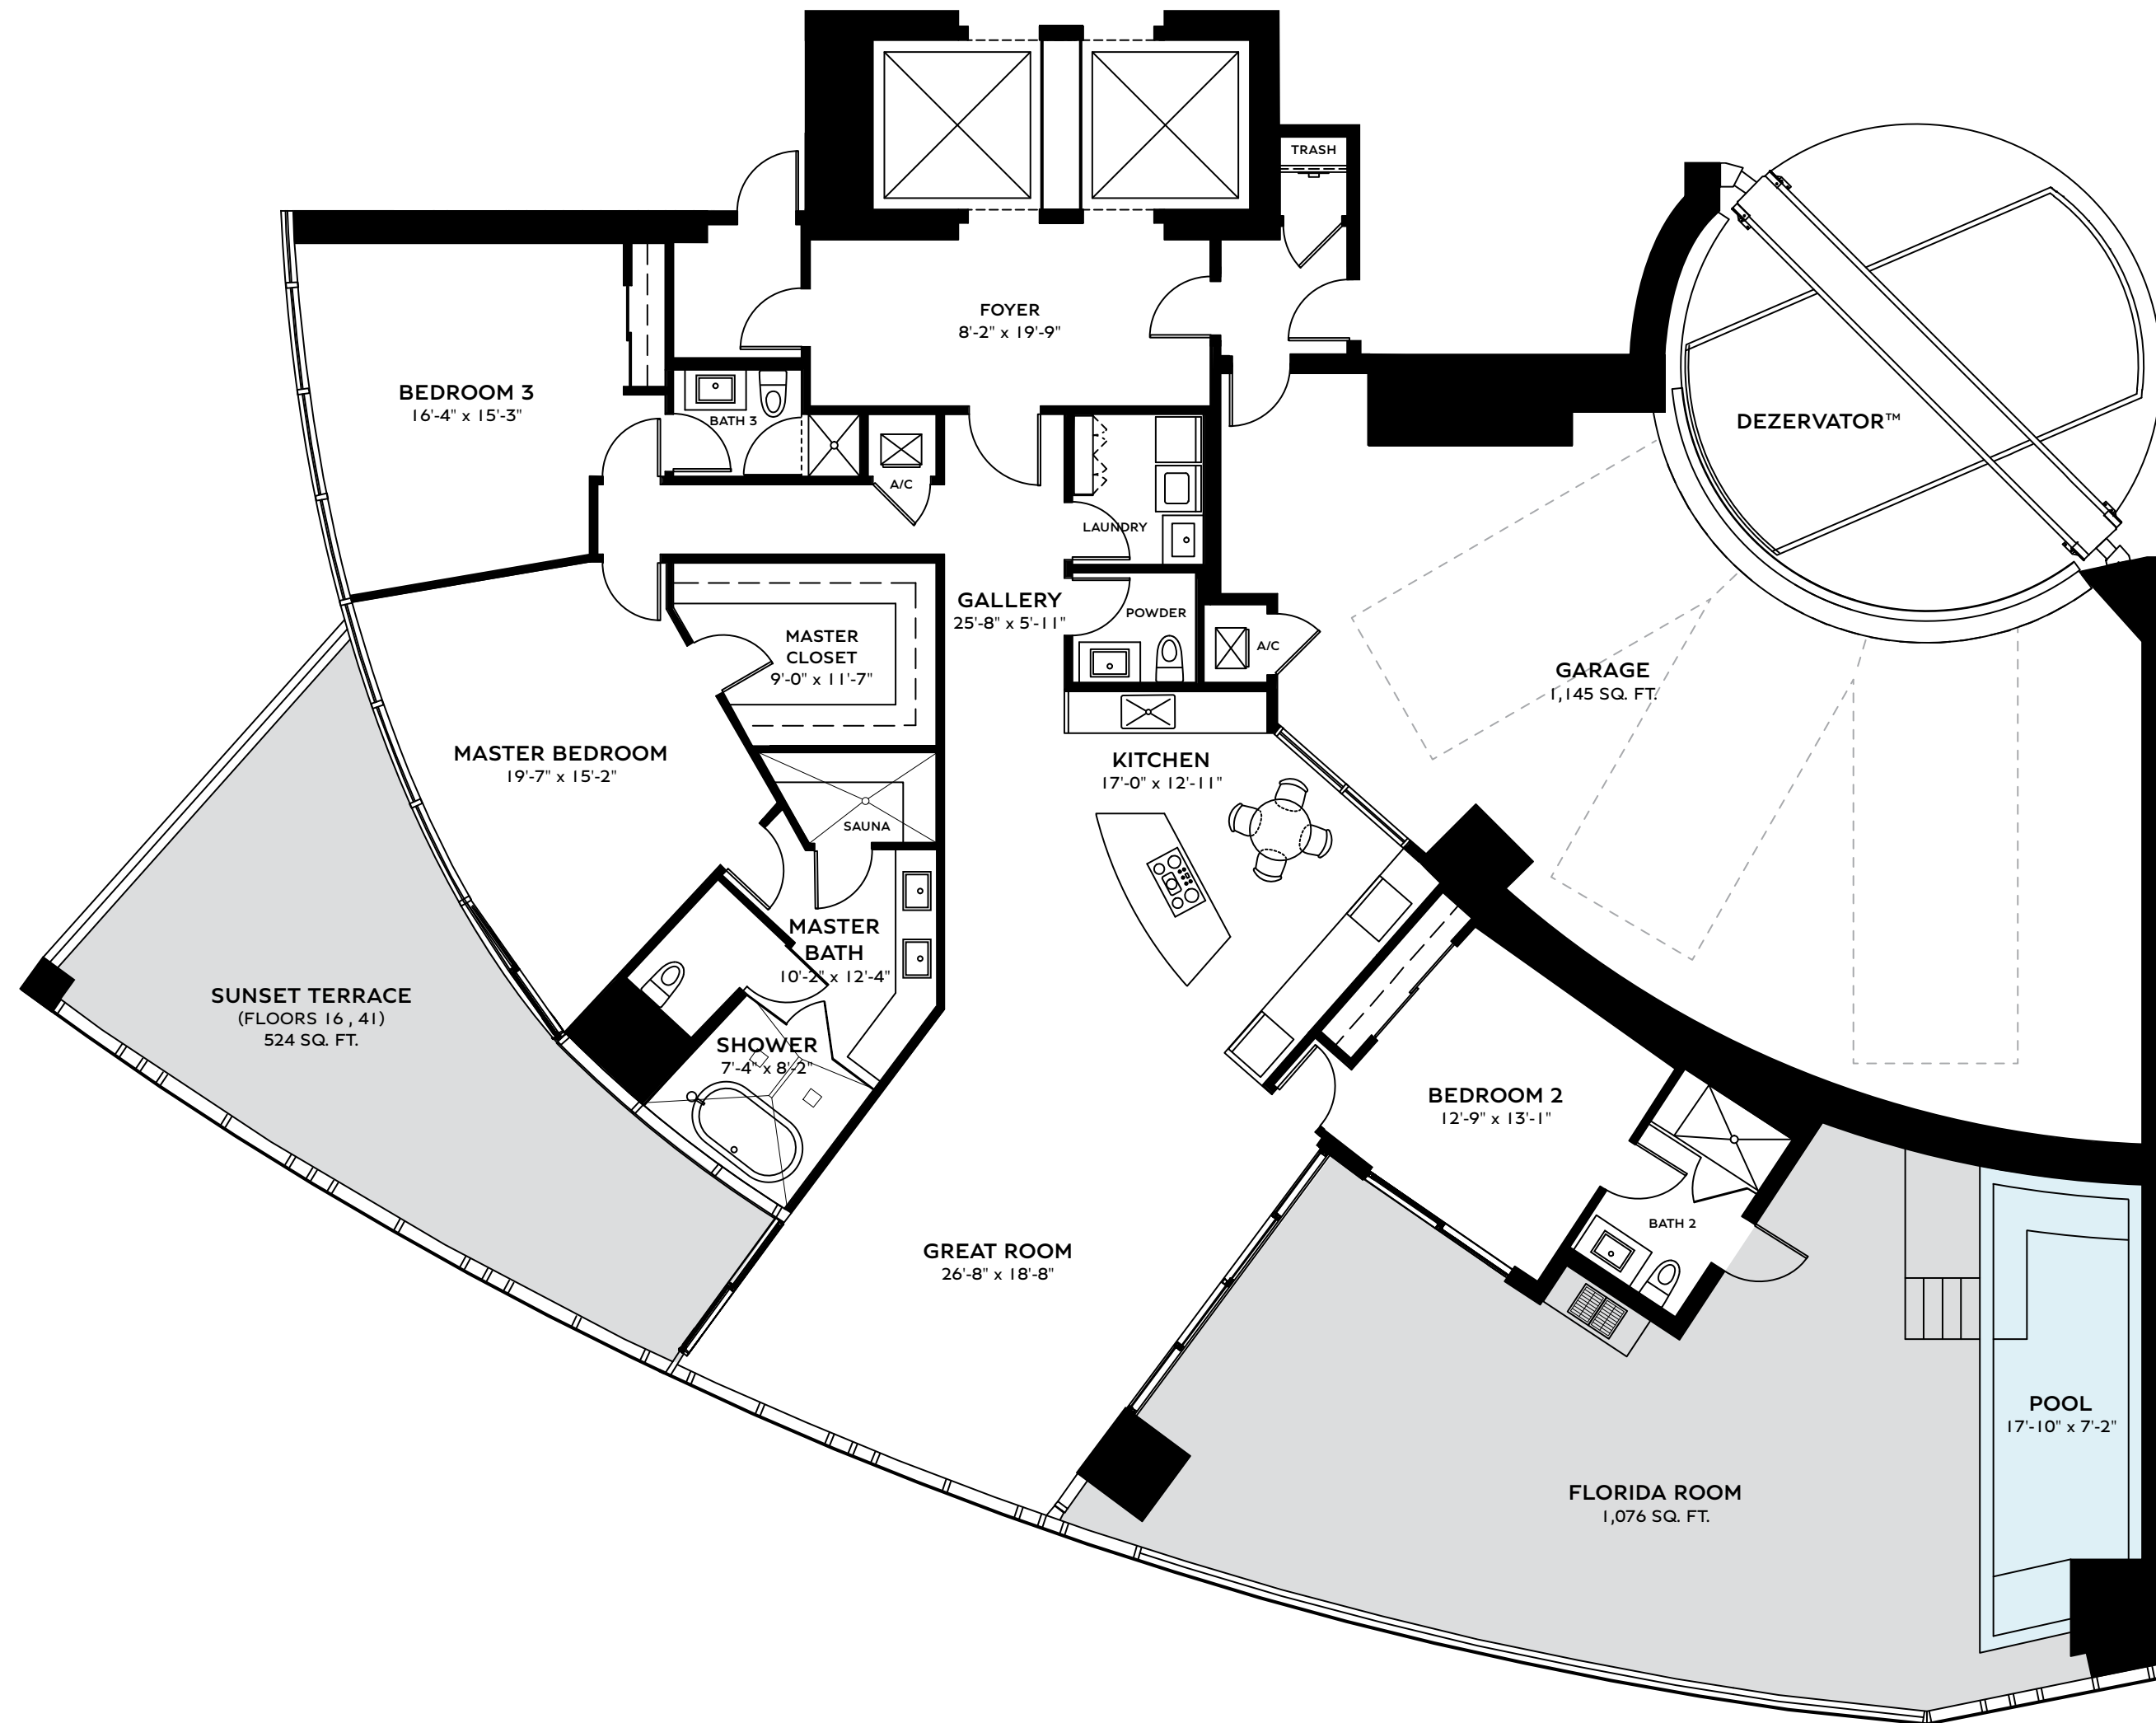 TRASH
FOYER
8'-2" x 19'-9"
BEDROOM 3
16'-4" x 15'-3"
BATH 3
A/C
DEZERVATOR™
LAUNDRY
GALLERY
25'-8" x 5'-11"
POWDER
A/C
MASTER
CLOSET
9'-0" x 11'-7"
GARAGE
1,145 SQ. FT.
MASTER BEDROOM
19'-7" x 15'-2"
KITCHEN
17'-0" x 12'-11"
SAUNA
MASTER
BATH
10'-2" x 12'-4"
SUNSET TERRACE
(FLOORS 16 , 41)
524 SQ. FT.
SHOWER
7'-4" x 8'-2"
BEDROOM 2
12'-9" x 13'-1"
BATH 2
GREAT ROOM
26'-8" x 18'-8"
POOL
17'-10" x 7'-2"
FLORIDA ROOM
1,076 SQ. FT.